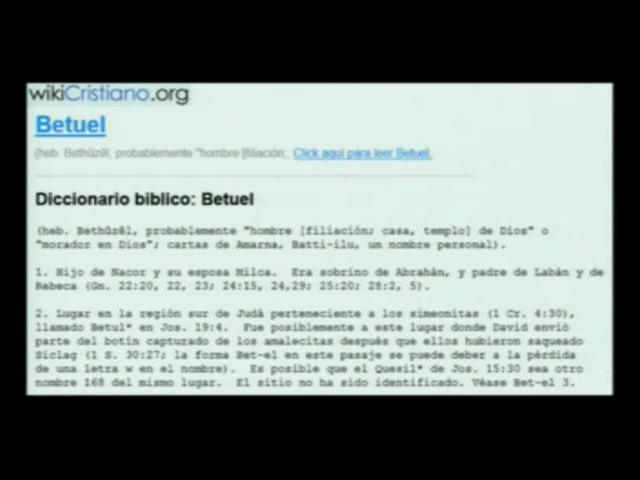 wikiCristiano.org
Betuel
(heb. Bethûzêl, probablemente "hombre [filiación;. Click aquí para leer Betuel.
Diccionario biblico: Betuel
(heb. Bethûzêl, probablemente "hombre [filiación; casa, templo] de Dios" o
"morador en Dios"; cartas de Amarna, Batti-ilu, un nombre personal).
1. Hijo de Nacor y su esposa Milca. Era sobrino de Abrahán, y padre de Labán y de
Rebeca (Gn. 22:20, 22, 23; 24:15, 24,29; 25:20; 28:2, 5).
2. Lugar en la región sur de Judá perteneciente a los simeonitas (1 Cr. 4:30),
llamado Betul* en Jos. 19:4. Fue posiblemente a este lugar donde David envió
parte del botín capturado de los amalecitas después que ellos hubieron saqueado
Siclag (1 S. 30:27; la forma Bet-el en este pasaje se puede deber a la pérdida
de una letra w en el nombre). Es posible que el Quesil* de Jos. 15:30 sea otro
nombre 168 del mismo lugar. El sitio no ha sido identificado. Véase Bet-el 3.